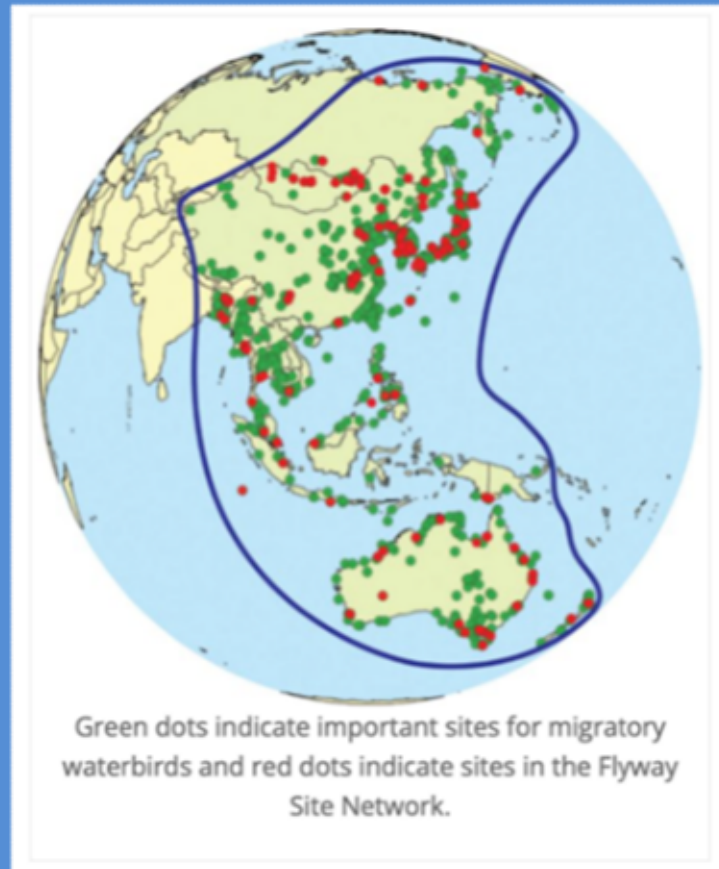 Green dots indicate important sites for migratory
waterbirds and red dots indicate sites in the Flyway
Site Network.